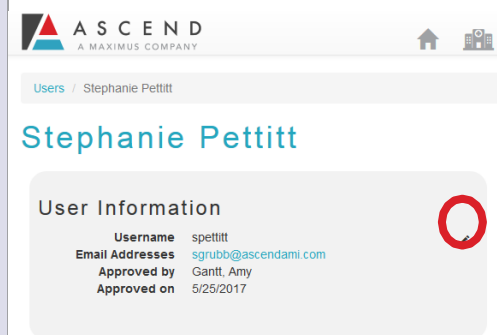 ASCEND
A MAXIMUS COMPANY
Users / Stephanie Pettitt
Stephanie Pettitt
User Information
Username spettitt
Email Addresses sgrubb@ascendami.com
Approved by Gantt, Amy
Approved on 5/25/2017